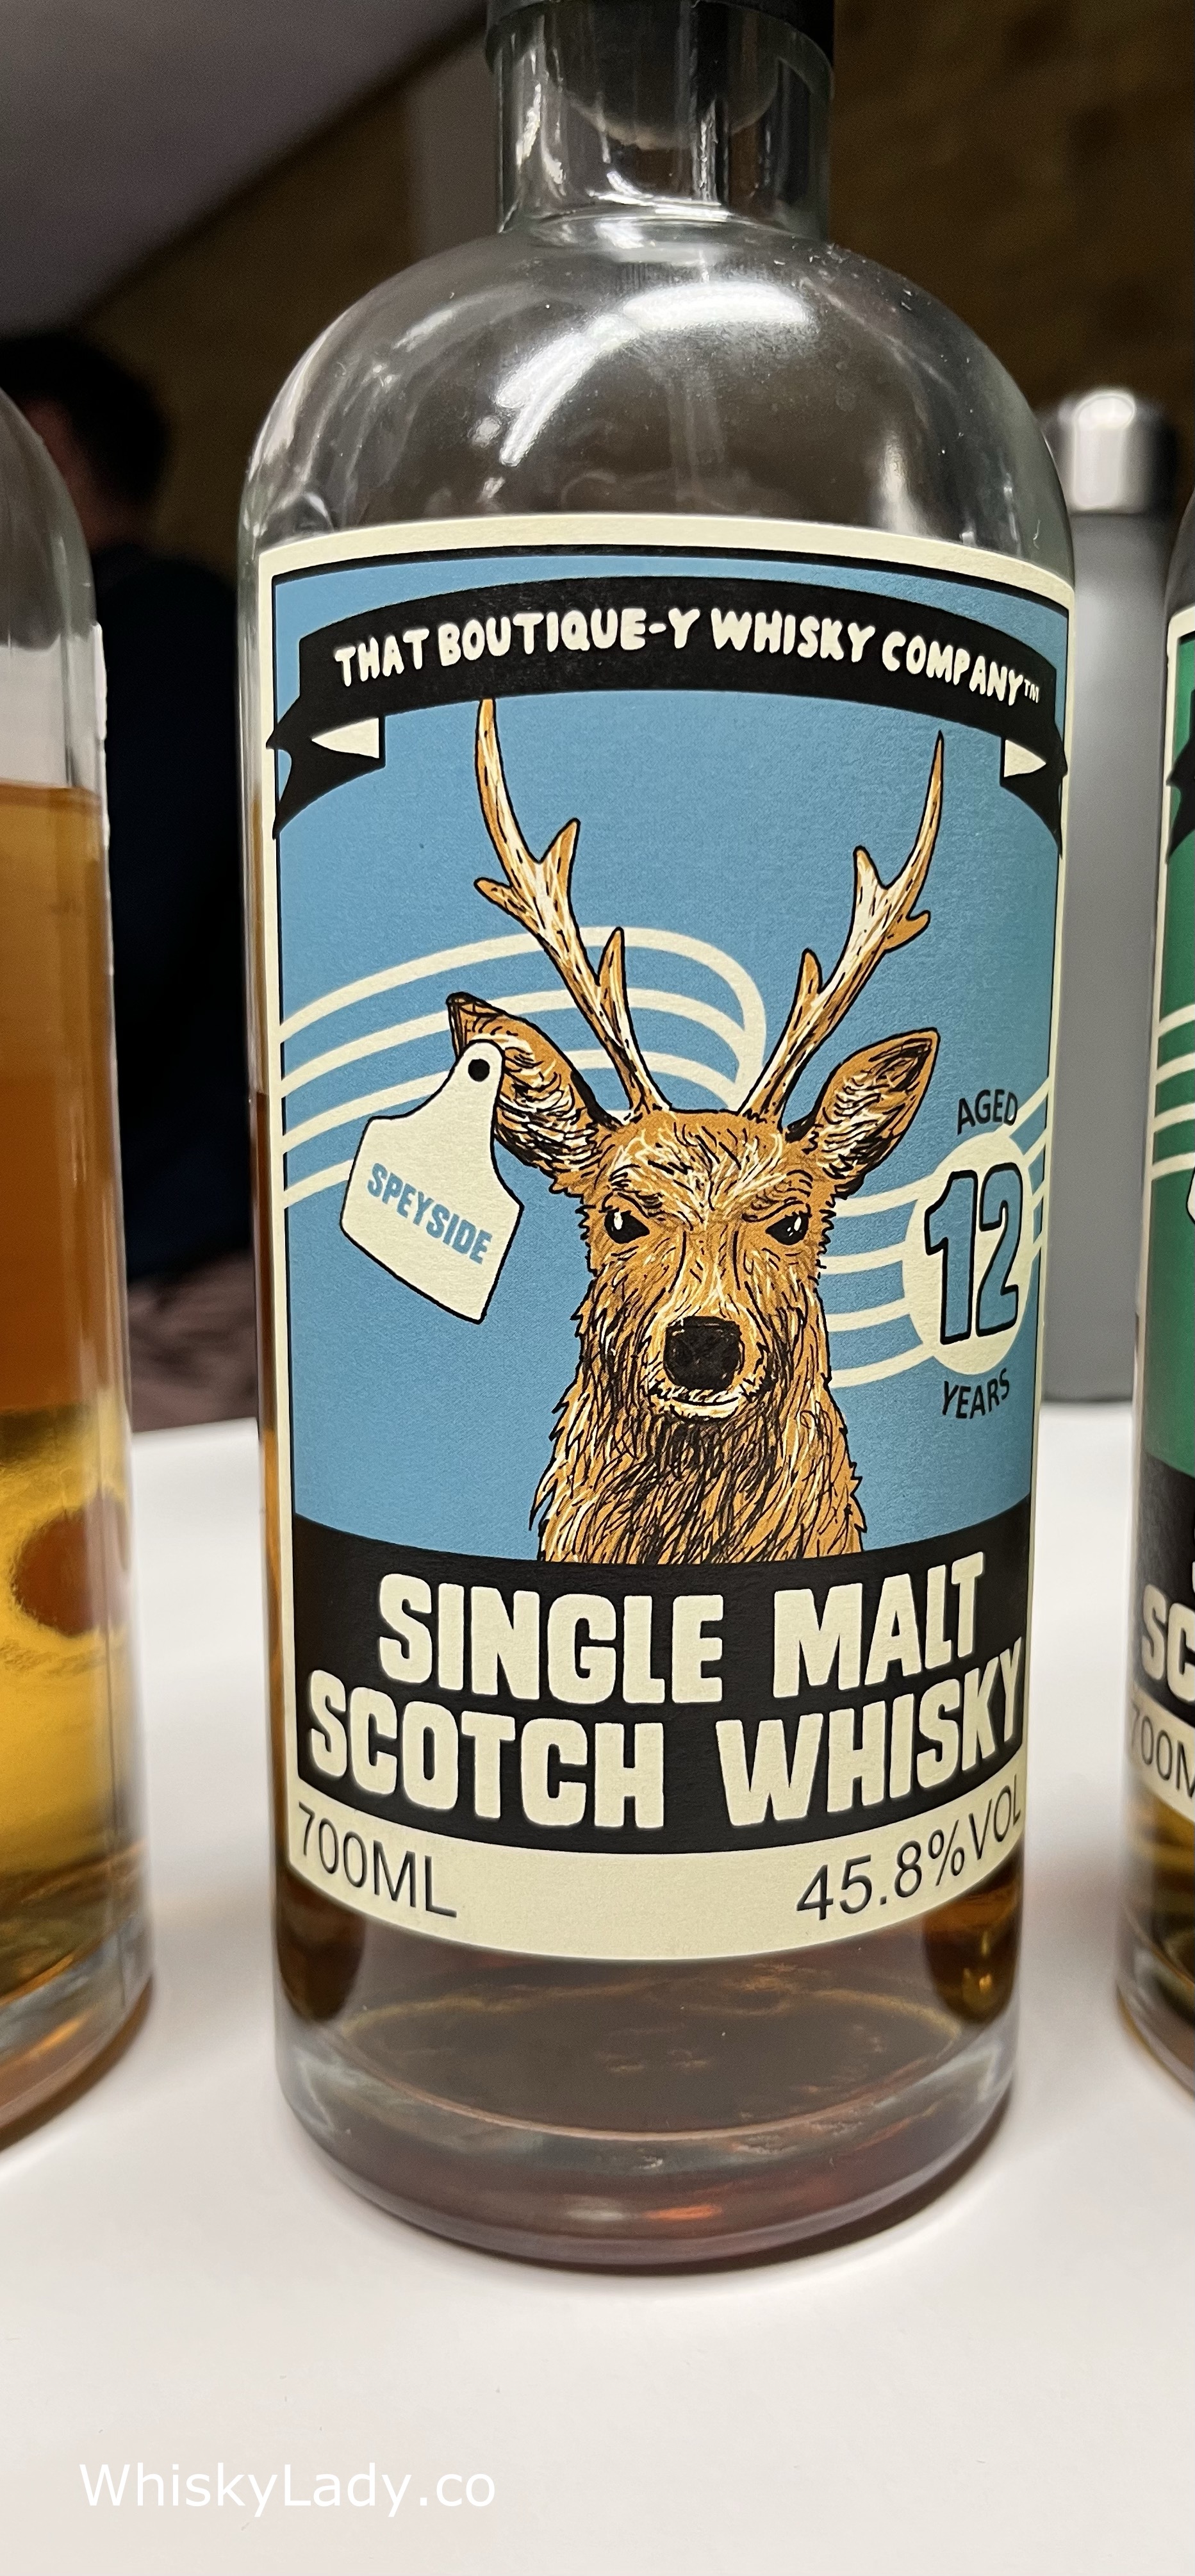 THAT BOUTIQUE-Y WHISKY COMPANY™
SPEYSIDE
AGED
12
YEARS
SINGLE MALT
SCOTCH WHISKY
700ML
45.8%VOL
WhiskyLady.co